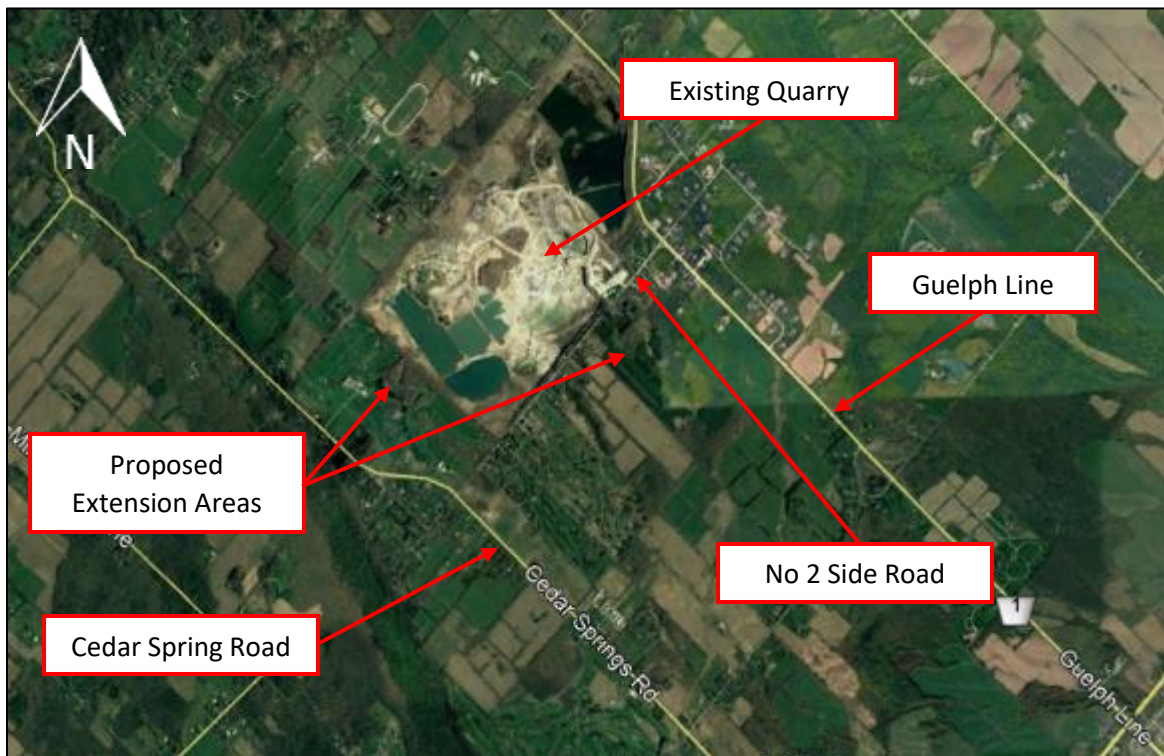 N
Existing Quarry
Guelph Line
Proposed
Extension Areas
No 2 Side Road
Cedar Spring Road
Cedar Springs Rd
1
Guelph Line